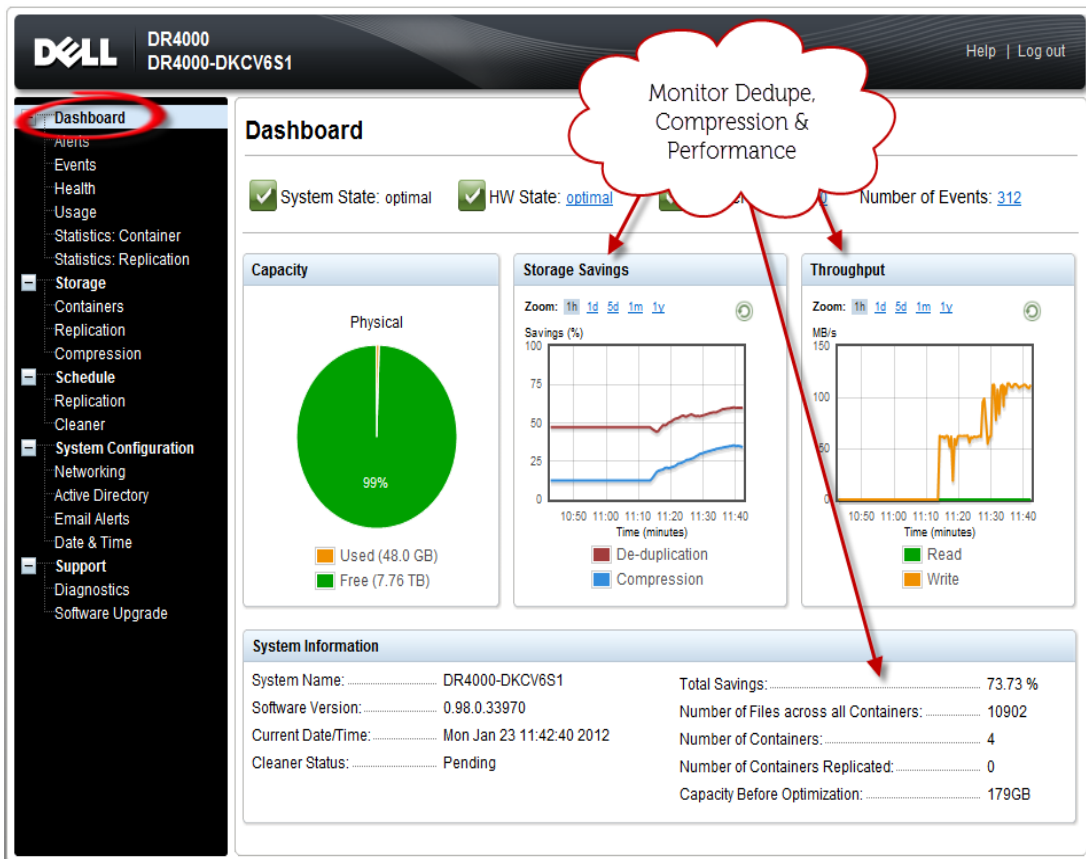 DELL
DR4000
DR4000-DKCV6S1
Help | Log out
Monitor Dedupe,
Compression &
Performance
Dashboard
Alerts
Events
Health
Usage
Statistics: Container
Statistics: Replication
Storage
Containers
Replication
Compression
Schedule
Replication
Cleaner
System Configuration
Networking
Active Directory
Email Alerts
Date & Time
Support
Diagnostics
Software Upgrade
Dashboard
System State: optimal
HW State: optimal
Number of Events: 312
Capacity
Physical
99%
Used (48.0 GB)
Free (7.76 TB)
Storage Savings
Zoom: 1h 1d 5d 1m 1y
Savings (%)
100
75
50
25
0
10:50 11:00 11:10 11:20 11:30 11:40
Time (minutes)
De-duplication
Compression
Throughput
Zoom: 1h 1d 5d 1m 1y
MB/s
150
100
50
0
10:50 11:00 11:10 11:20 11:30 11:40
Time (minutes)
Read
Write
System Information
System Name: DR4000-DKCV6S1
Software Version: 0.98.0.33970
Current Date/Time: Mon Jan 23 11:42:40 2012
Cleaner Status: Pending
Total Savings: 73.73 %
Number of Files across all Containers: 10902
Number of Containers: 4
Number of Containers Replicated: 0
Capacity Before Optimization: 179GB